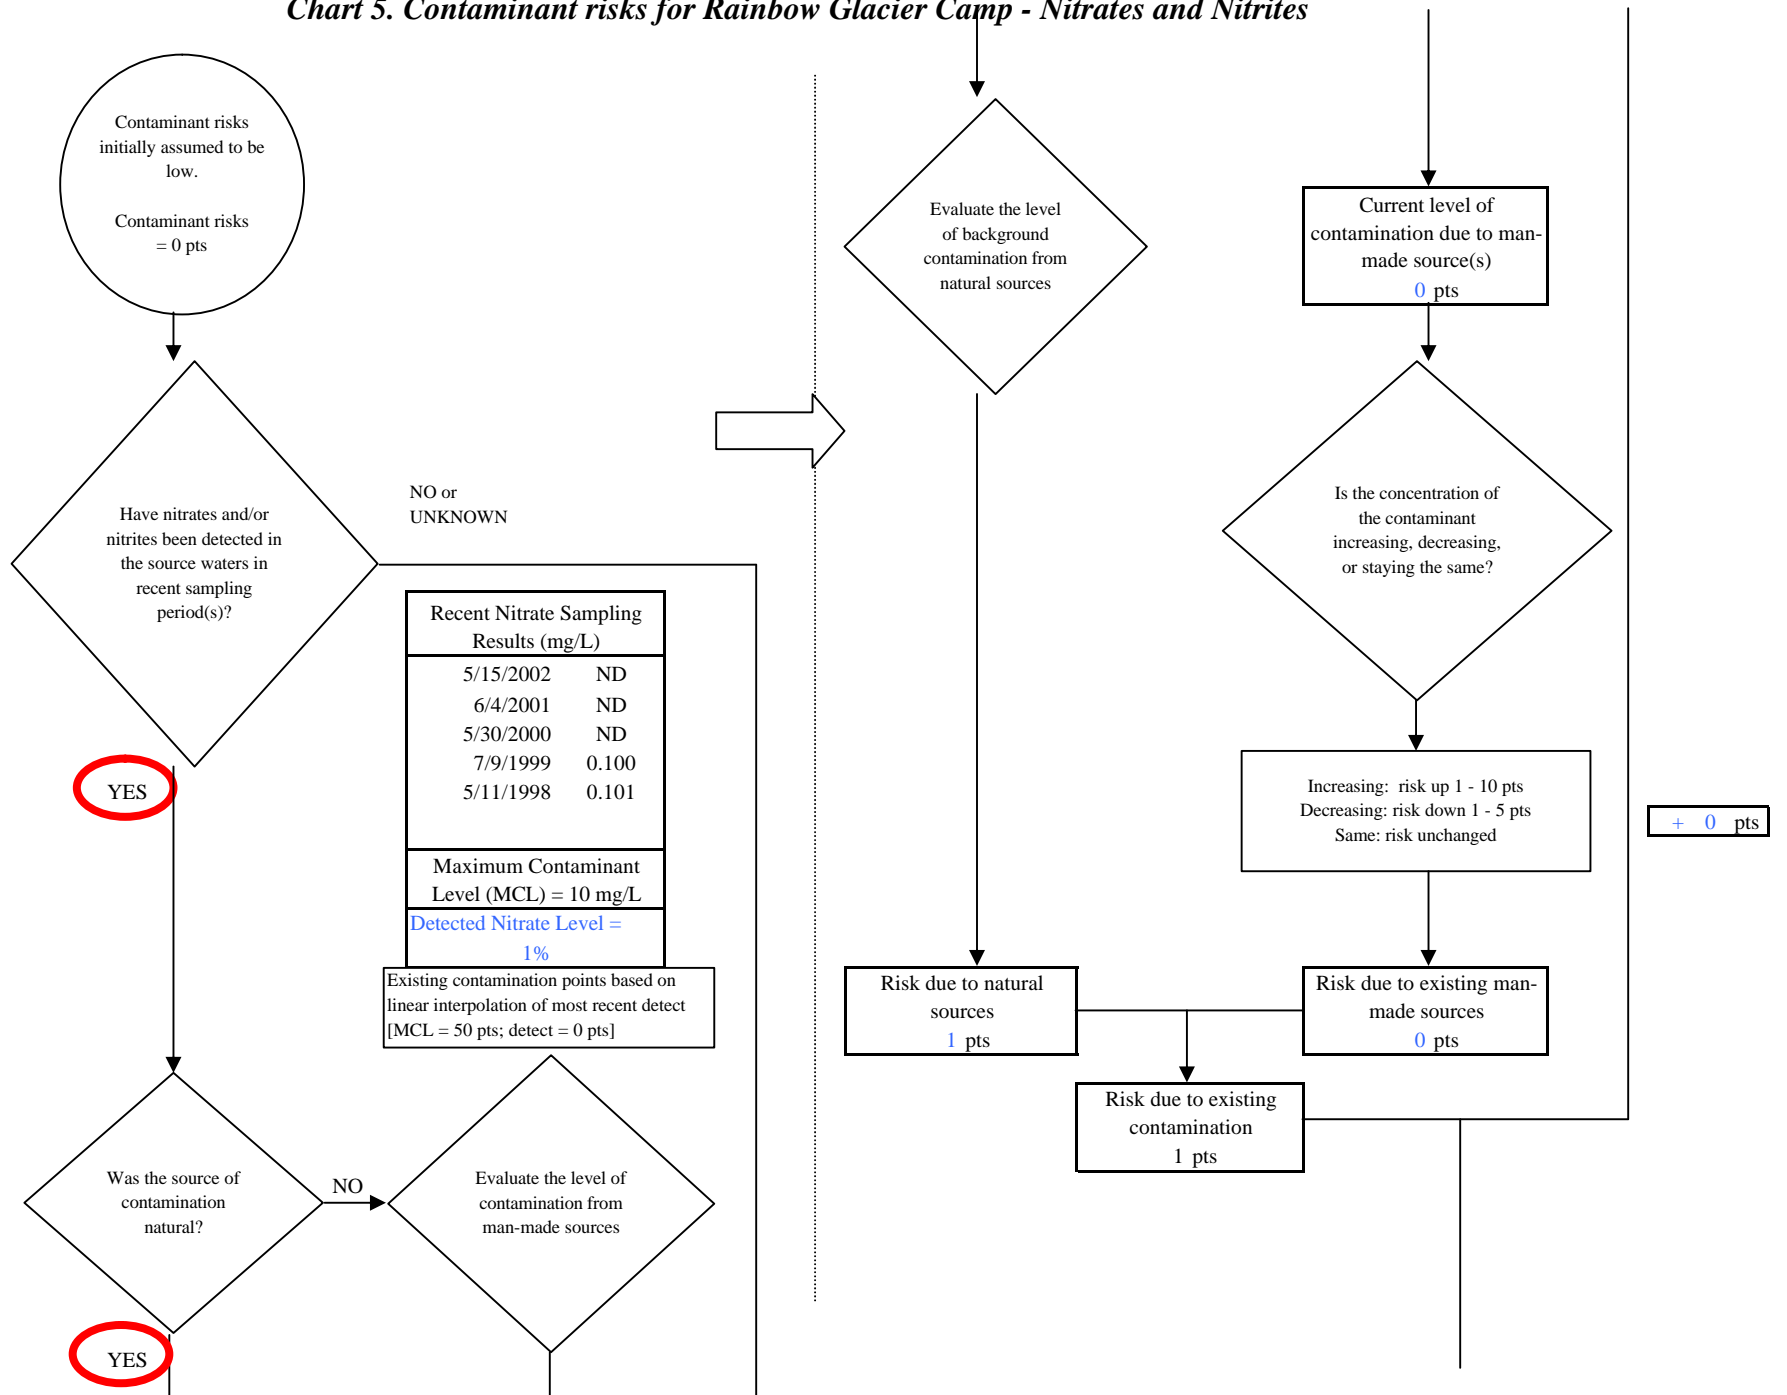 Chart 5. Contaminant risks for Rainbow Glacier Camp - Nitrates and Nitrites
Contaminant risks
initially assumed to be
low.
Contaminant risks
= 0 pts
Have nitrates and/or
nitrites been detected in
the source waters in
recent sampling
period(s)?
NO or
UNKNOWN
YES
Recent Nitrate Sampling
Results (mg/L)
5/15/2002 ND
6/4/2001 ND
5/30/2000 ND
7/9/1999 0.100
5/11/1998 0.101
Maximum Contaminant
Level (MCL) = 10 mg/L
Detected Nitrate Level =
1%
Existing contamination points based on
linear interpolation of most recent detect
[MCL = 50 pts; detect = 0 pts]
Was the source of
contamination
natural?
NO
Evaluate the level of
contamination from
man-made sources
YES
Evaluate the level
of background
contamination from
natural sources
Current level of
contamination due to man-
made source(s)
0 pts
Is the concentration of
the contaminant
increasing, decreasing,
or staying the same?
Increasing: risk up 1 - 10 pts
Decreasing: risk down 1 - 5 pts
Same: risk unchanged
+ 0 pts
Risk due to natural
sources
1 pts
Risk due to existing man-
made sources
0 pts
Risk due to existing
contamination
1 pts